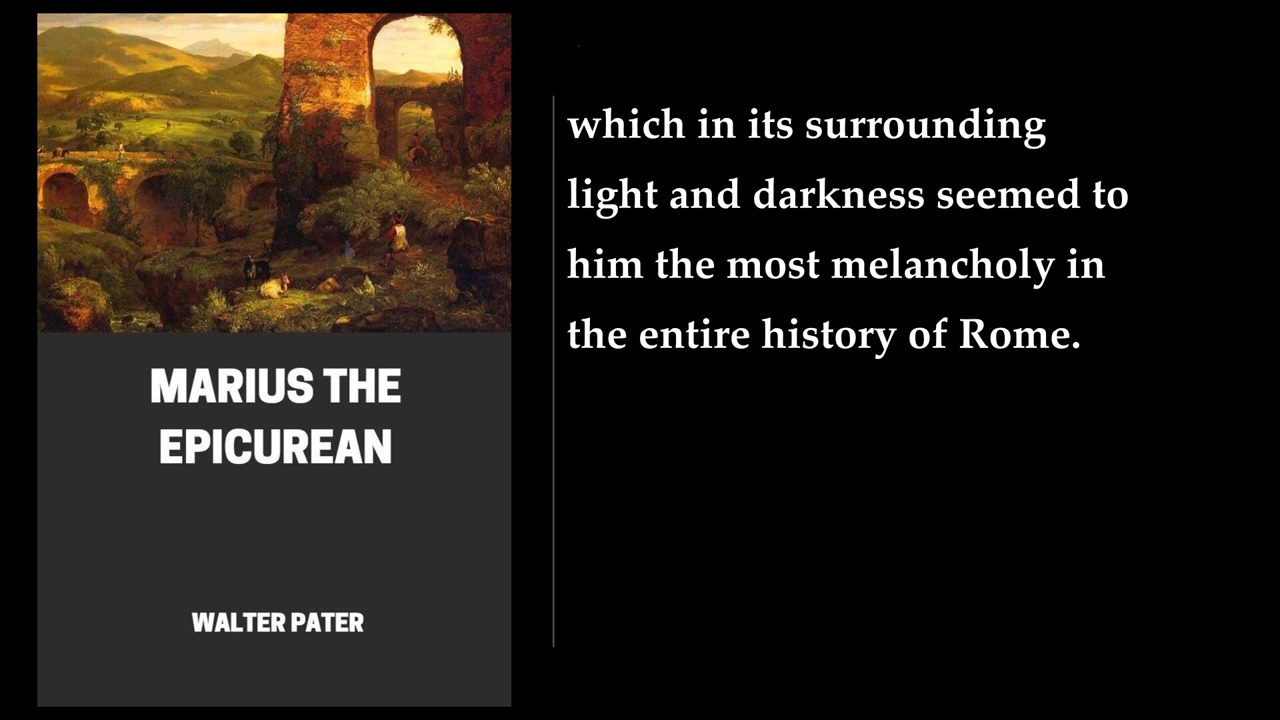 MARIUS THE
EPICUREAN
WALTER PATER
which in its surrounding
light and darkness seemed to
him the most melancholy in
the entire history of Rome.